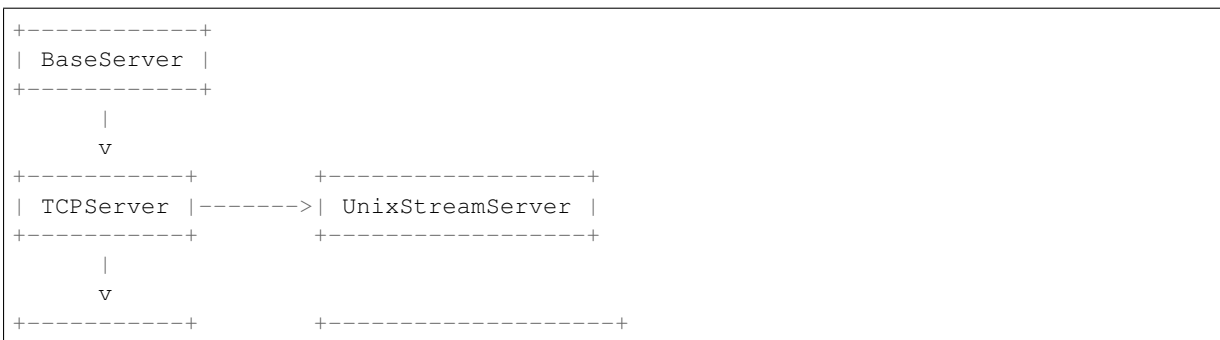 +------------+
| BaseServer |
+------------+
      |
      v
+-----------+        +------------------+
| TCPServer |------->| UnixStreamServer |
+-----------+        +------------------+
      |
      v
+-----------+        +--------------------+